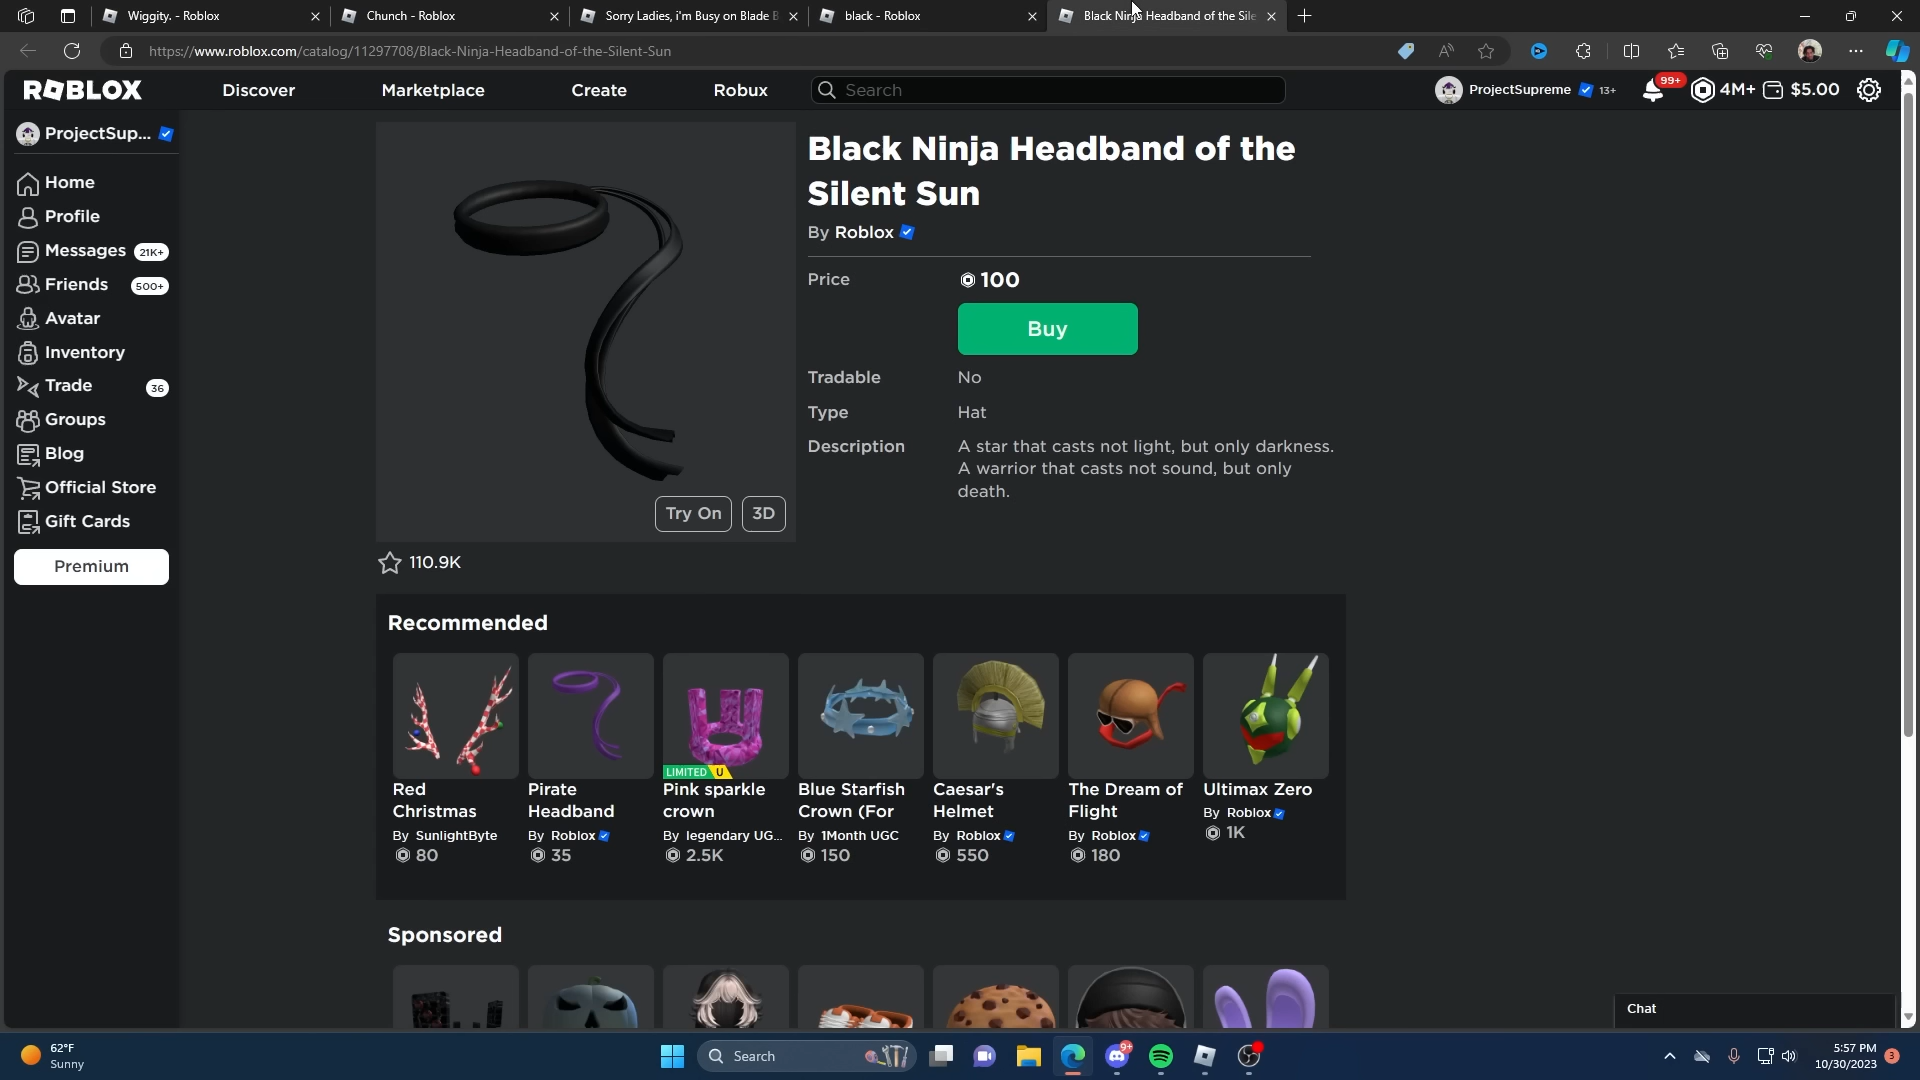 Wiggity. - Roblox
Chunch - Roblox
Sorry Ladies, i'm Busy on Blade B
black - Roblox
Black Ninja Headband of the Sile
https://www.roblox.com/catalog/11297708/Black-Ninja-Headband-of-the-Silent-Sun
ROBLOX
Discover
Marketplace
Create
Robux
Search
ProjectSupreme
13+
99+
4M+
$5.00
ProjectSup...
Home
Profile
Messages
21K+
Friends
500+
Avatar
Inventory
Trade
36
Groups
Blog
Official Store
Gift Cards
Premium
Try On
3D
110.9K
Black Ninja Headband of the
Silent Sun
By Roblox
Price
100
Buy
Tradable
No
Type
Hat
Description
A star that casts not light, but only darkness.
A warrior that casts not sound, but only
death.
Recommended
LIMITED U
Red
Christmas
By SunlightByte
80
Pirate
Headband
By Roblox
35
Pink sparkle
crown
By legendary UG...
2.5K
Blue Starfish
Crown (For
By 1Month UGC
150
Caesar's
Helmet
By Roblox
550
The Dream of
Flight
By Roblox
180
Ultimax Zero
By Roblox
1K
Sponsored
Chat
62°F
Sunny
Search
9+
5:57 PM
10/30/2023
3